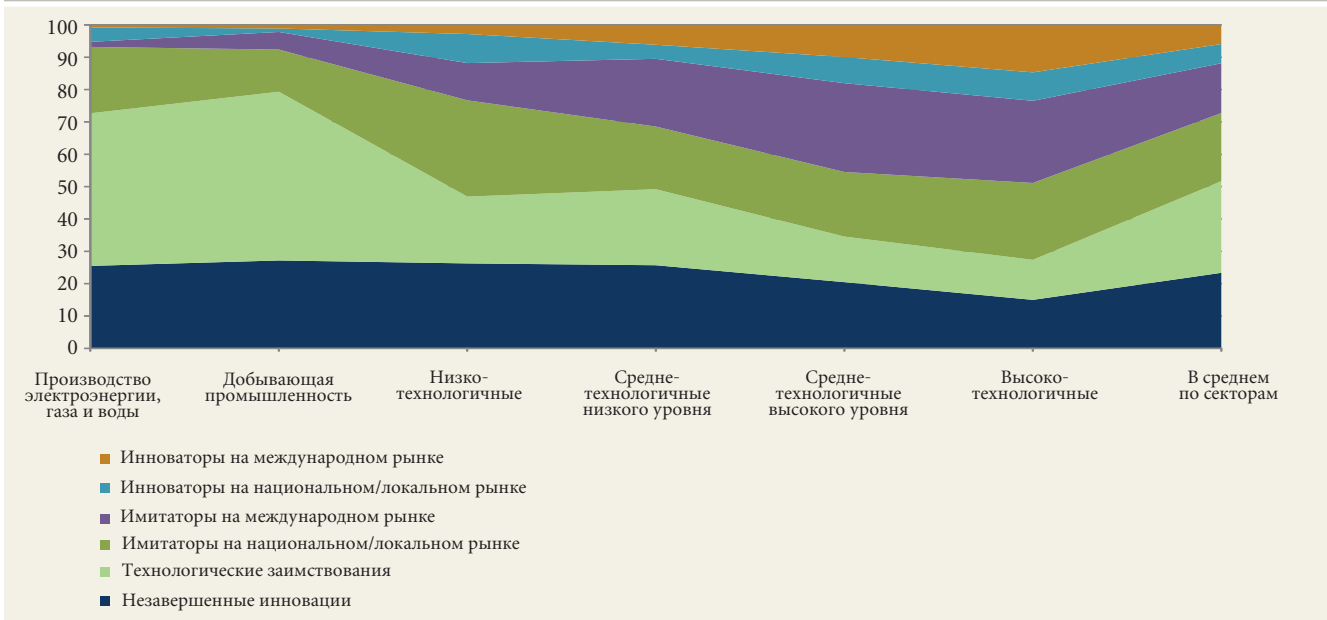 100
90
80
70
60
50
40
30
20
10
0
Производство
электроэнергии,
газа и воды
Добывающая
промышленность
Низко-
технологичные
Средне-
технологичные
низкого уровня
Средне-
технологичные
высокого уровня
Высоко-
технологичные
В среднем
по секторам
Инноваторы на международном рынке
Инноваторы на национальном/локальном рынке
Имитаторы на международном рынке
Имитаторы на национальном/локальном рынке
Технологические заимствования
Незавершенные инновации